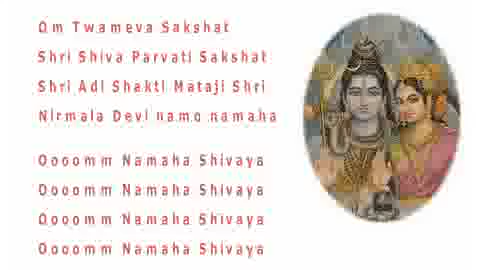 Om Twameva Sakshat
Shri Shiva Parvati Sakshat
Shri Adi Shakti Mataji Shri
Nirmala Devi namo namaha
Oooomm Namaha Shivaya
Oooomm Namaha Shivaya
Oooomm Namaha Shivaya
Oooomm Namaha Shivaya